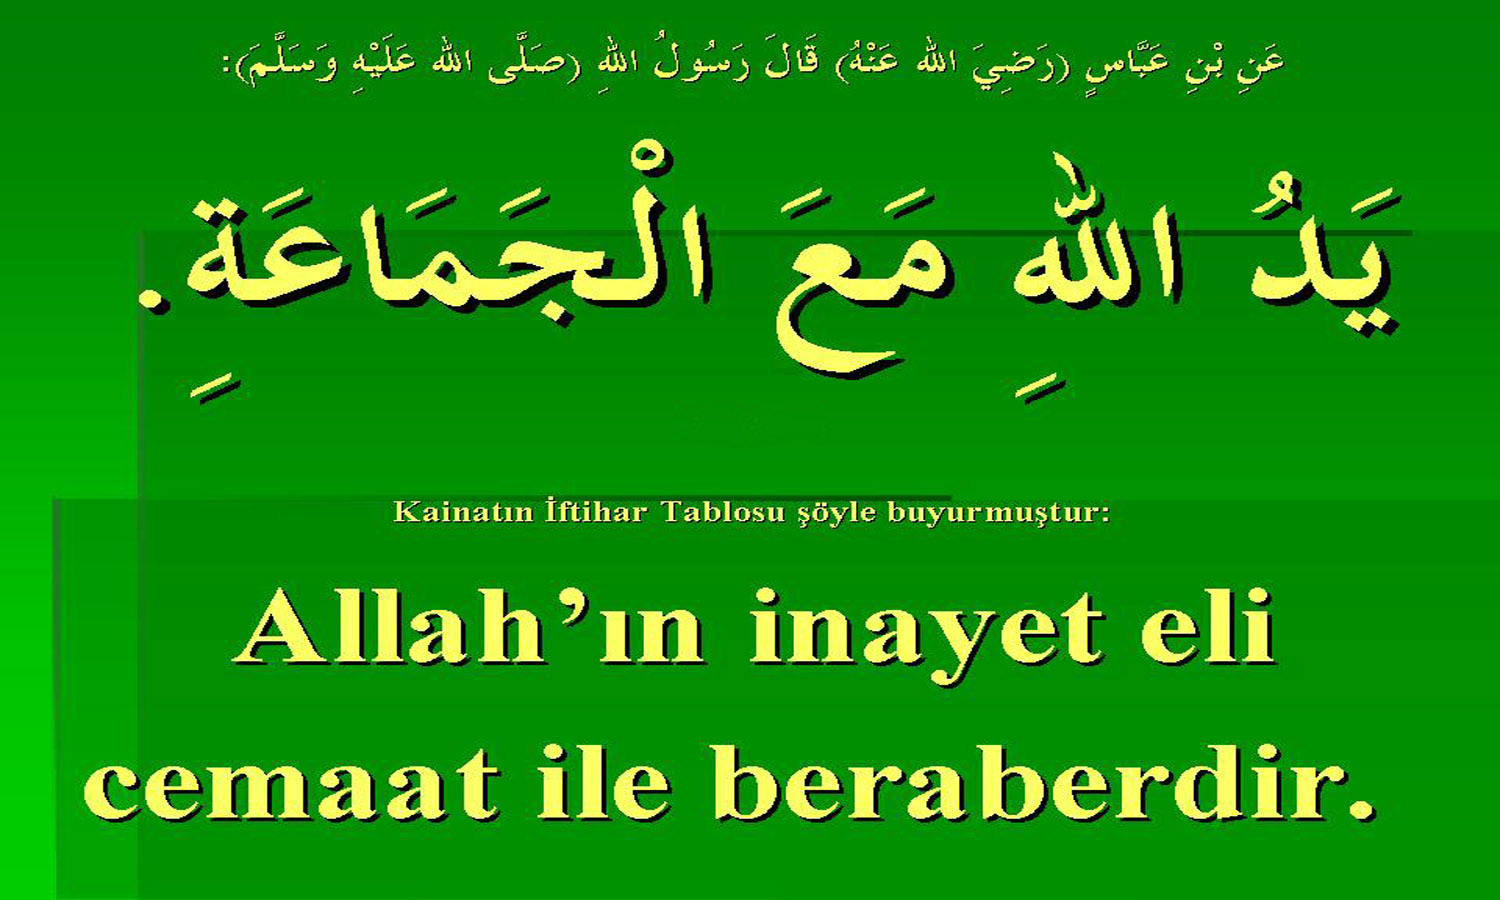 عَنِ بْنِ عَبَّاسٍ (رَضِيَ الله عَنْهُ) قَالَ رَسُولُ اللهِ (صَلَّى الله عَلَيْهِ وَسَلَّمَ):
يَدُ اللهِ مَعَ الْجَمَاعَةِ.
Kainatın İftihar Tablosu şöyle buyurmuştur:
Allah’ın inayet eli
cemaat ile beraberdir.